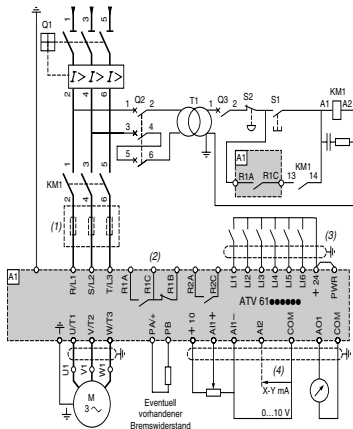 1 3 5
Q1
I> I> I>
2 4 6
Q2
1 2
3 4
5 6
T1
Q3
1 2
S2 S1
KM1
A1 A2
A1
R1A R1C
KM1
13 14
1 3 5
KM1
2 4 6
(1)
(2)
(3)
A1
R/L1 S/L2 T/L3 R1A R1C R1B R2A R2C LI1 LI2 LI3 LI4 LI5 LI6 + 24 PWR
ATV 61●●●●●●
U/T1 V/T2 W/T3 PA/+ PB + 10 AI1+ AI1– AI2 COM AO1 COM
U1 V1 W1
(4)
X-Y mA
M
3 ~
Eventuell
vorhandener
Bremswiderstand
0...10 V